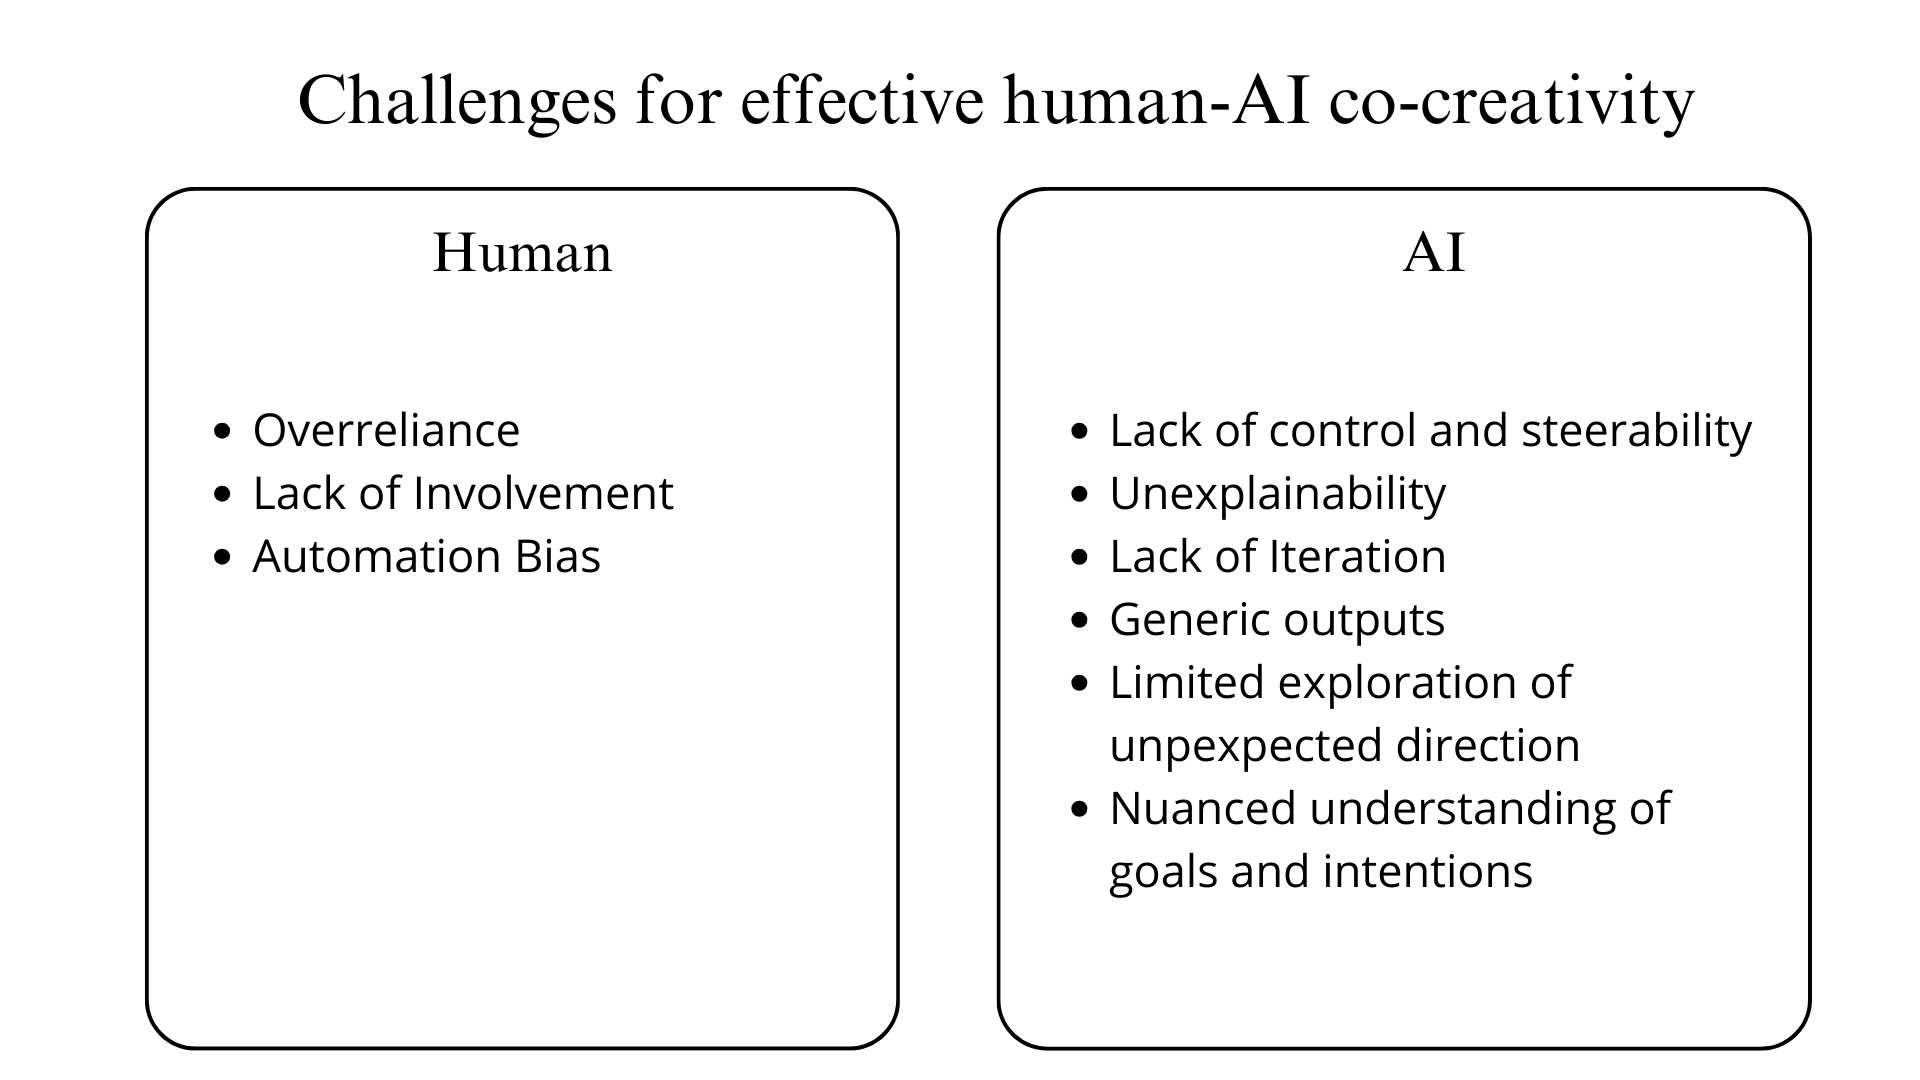 Challenges for effective human-AI co-creativity
Human
• Overreliance
• Lack of Involvement
• Automation Bias
AI
• Lack of control and steerability
• Unexplainability
• Lack of Iteration
• Generic outputs
• Limited exploration of
unpexpected direction
• Nuanced understanding of
goals and intentions